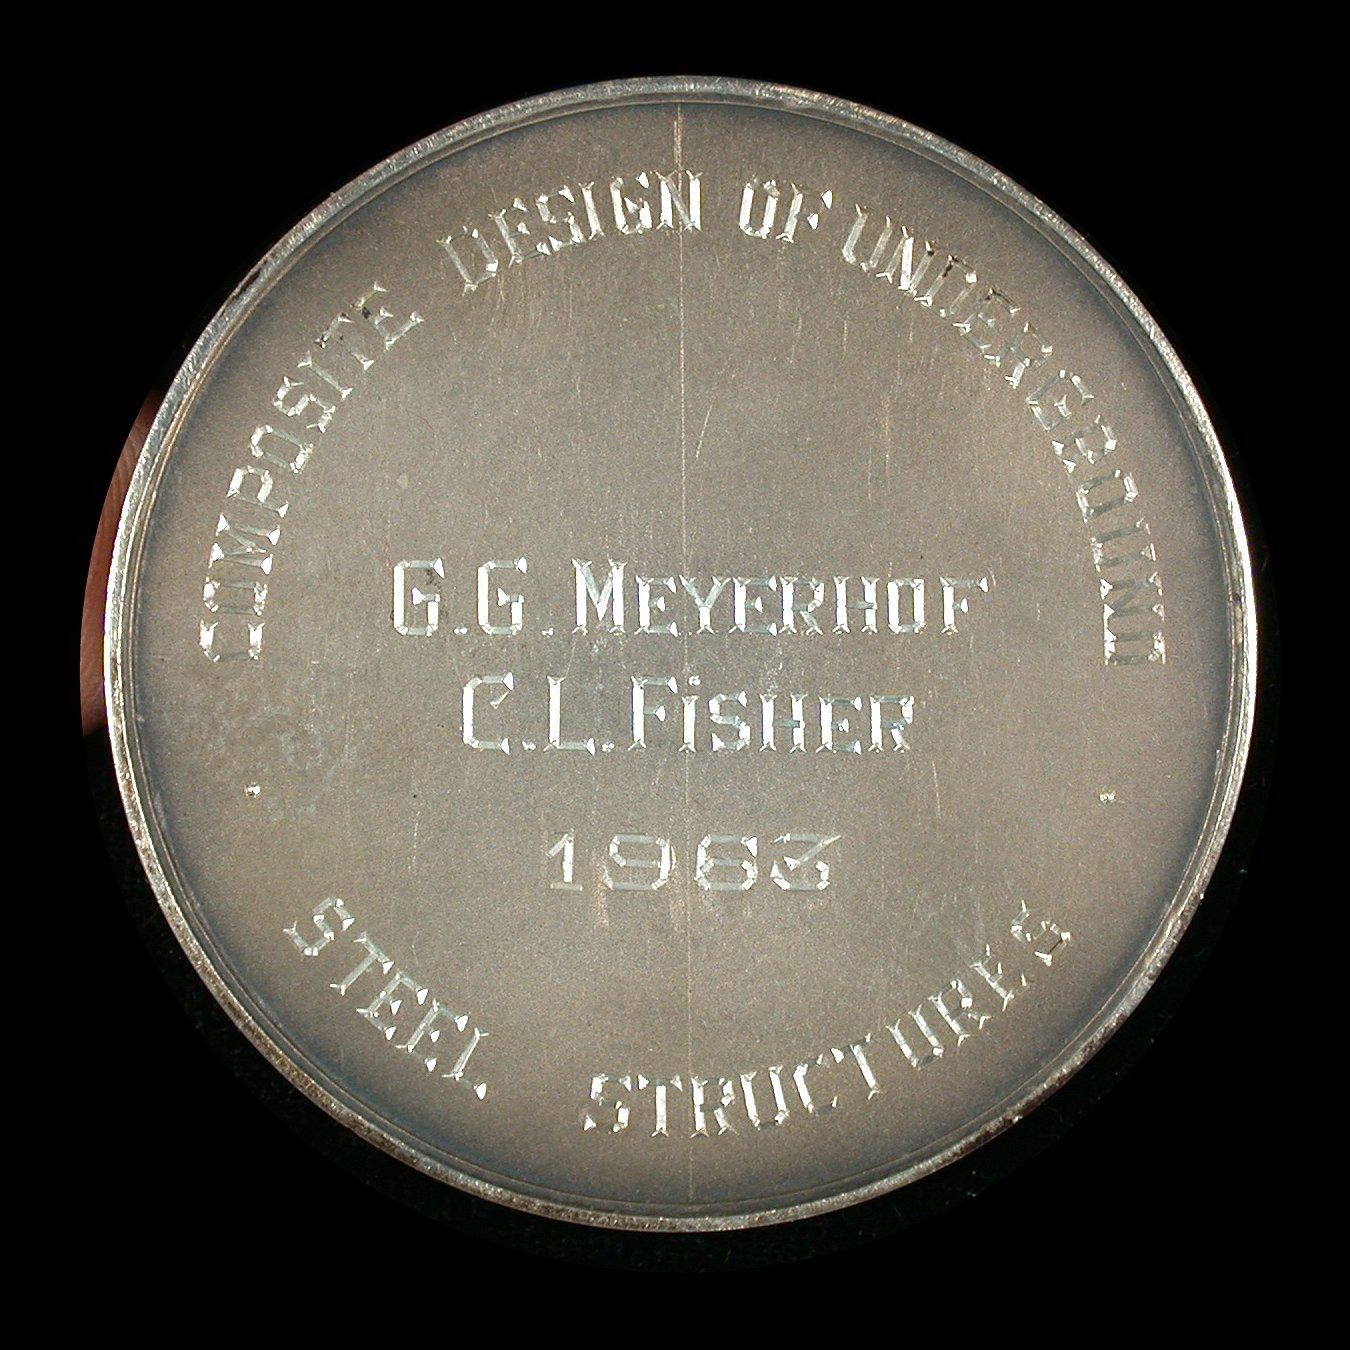 COMPOSITE DESIGN OF UNDERGROUND
G.G. MEYERHOF
C.L. FISHER
1963
STEEL STRUCTURES